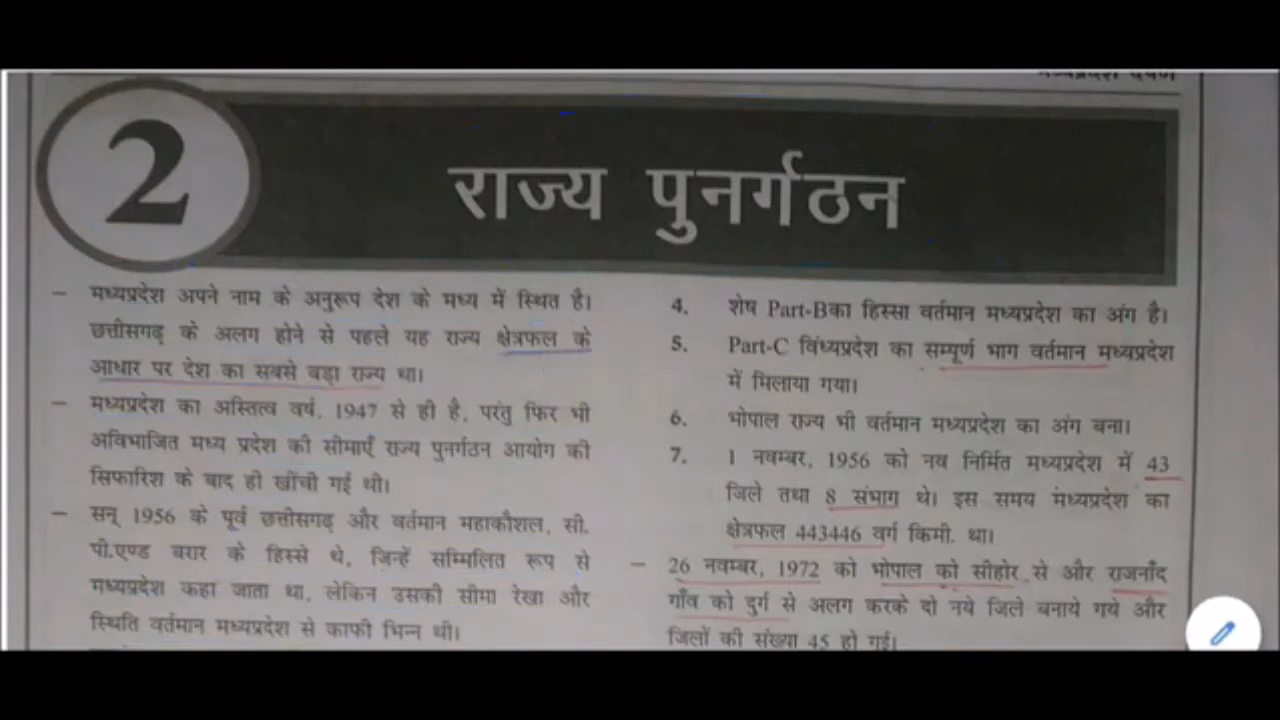 मध्यप्रदेश दर्पण
2
राज्य पुनर्गठन
– मध्यप्रदेश अपने नाम के अनुरूप देश के मध्य में स्थित है।
छत्तीसगढ़ के अलग होने से पहले यह राज्य क्षेत्रफल के
आधार पर देश का सबसे बड़ा राज्य था।
– मध्यप्रदेश का अस्तित्व वर्ष, 1947 से ही है, परंतु फिर भी
अविभाजित मध्य प्रदेश की सीमाएँ राज्य पुनर्गठन आयोग की
सिफारिश के बाद ही खींची गई थी।
– सन् 1956 के पूर्व छत्तीसगढ़ और वर्तमान महाकौशल, सी.
पी.एण्ड बरार के हिस्से थे, जिन्हें सम्मिलित रूप से
मध्यप्रदेश कहा जाता था, लेकिन उसकी सीमा रेखा और
स्थिति वर्तमान मध्यप्रदेश से काफी भिन्न थी।
4. शेष Part-Bका हिस्सा वर्तमान मध्यप्रदेश का अंग है।
5. Part-C विंध्यप्रदेश का सम्पूर्ण भाग वर्तमान मध्यप्रदेश
में मिलाया गया।
6. भोपाल राज्य भी वर्तमान मध्यप्रदेश का अंग बना।
7. 1 नवम्बर, 1956 को नव निर्मित मध्यप्रदेश में 43
जिले तथा 8 संभाग थे। इस समय मंध्यप्रदेश का
क्षेत्रफल 443446 वर्ग किमी. था।
– 26 नवम्बर, 1972 को भोपाल को सीहोर से और राजनाँद
गाँव को दुर्ग से अलग करके दो नये जिले बनाये गये और
जिलों की संख्या 45 हो गई।